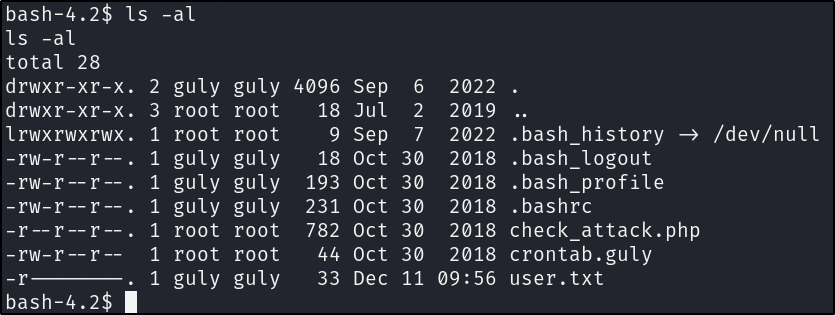 bash-4.2$ ls -al
ls -al
total 28
drwxr-xr-x. 2 guly guly 4096 Sep  6  2022 .
drwxr-xr-x. 3 root root   18 Jul  2  2019 ..
lrwxrwxrwx. 1 root root    9 Sep  7  2022 .bash_history -> /dev/null
-rw-r--r--. 1 guly guly   18 Oct 30  2018 .bash_logout
-rw-r--r--. 1 guly guly  193 Oct 30  2018 .bash_profile
-rw-r--r--. 1 guly guly  231 Oct 30  2018 .bashrc
-r--r--r--. 1 root root  782 Oct 30  2018 check_attack.php
-rw-r--r--  1 root root   44 Oct 30  2018 crontab.guly
-r--------. 1 guly guly   33 Dec 11 09:56 user.txt
bash-4.2$